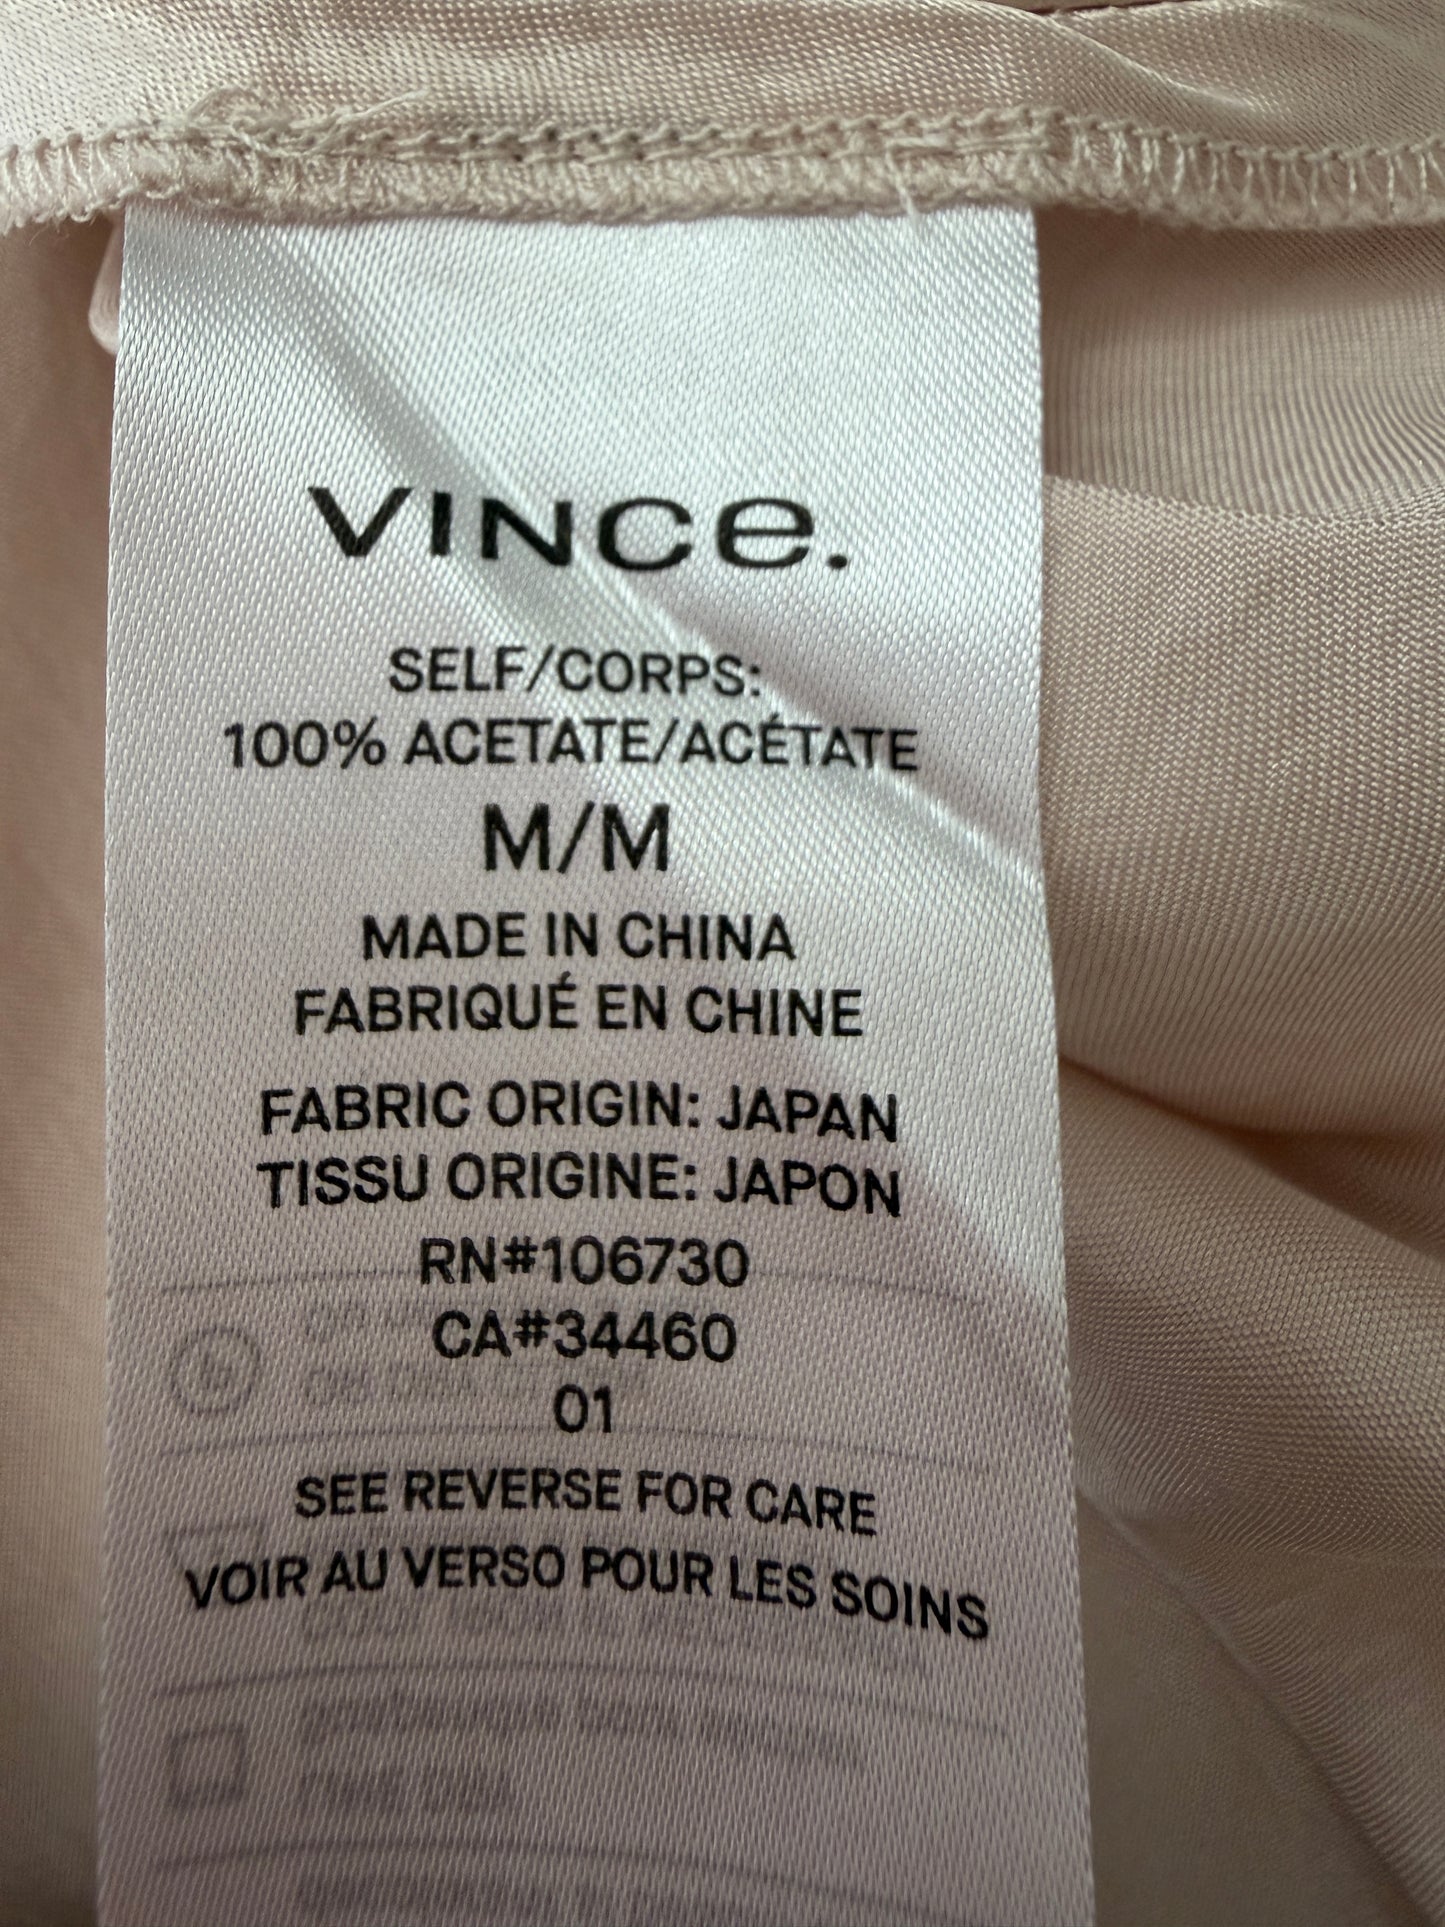 VINCe.
SELF/CORPS:
100% ACETATE/ACÉTATE
M/M
MADE IN CHINA
FABRIQUÉ EN CHINE
FABRIC ORIGIN: JAPAN
TISSU ORIGINE: JAPON
RN#106730
CA#34460
01
SEE REVERSE FOR CARE
VOIR AU VERSO POUR LES SOINS